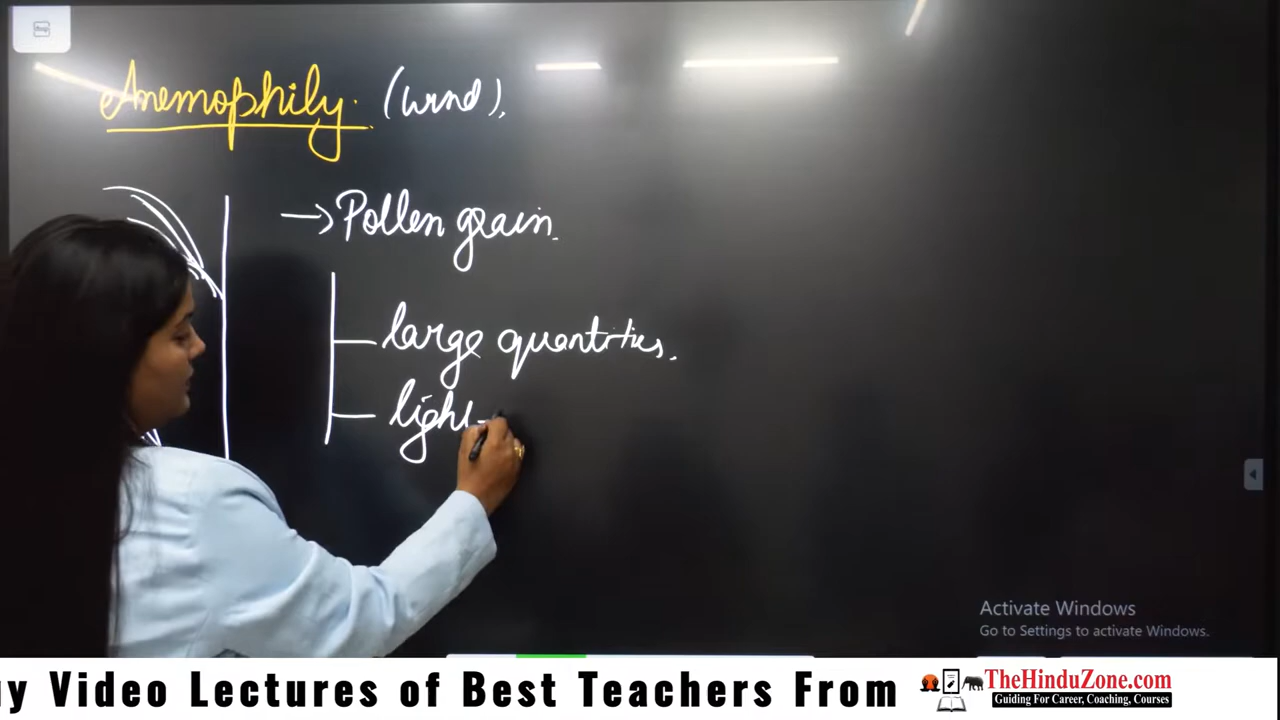 Anemophily. (wind).
→ Pollen grain.
large quantities.
light
Activate Windows
Go to Settings to activate Windows.
gy Video Lectures of Best Teachers From
TheHinduZone.com
Guiding For Career, Coaching, Courses